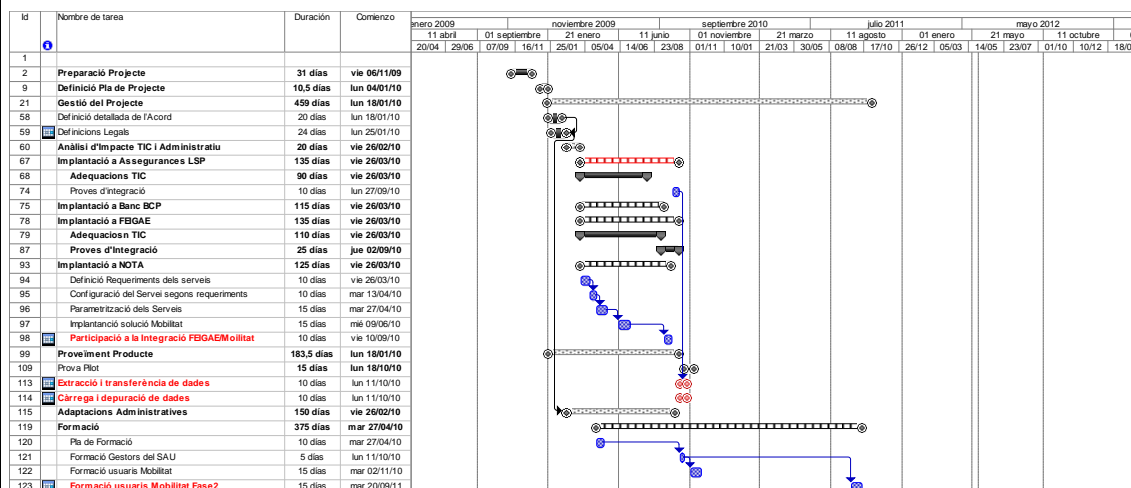 Id Nombre de tarea Duración Comienzo
enero 2009 noviembre 2009 septiembre 2010 julio 2011 mayo 2012
11 abril 01 septiembre 21 enero 11 junio 01 noviembre 21 marzo 11 agosto 01 enero 21 mayo 11 octubre
20/04 29/06 07/09 16/11 25/01 05/04 14/06 23/08 01/11 10/01 21/03 30/05 08/08 17/10 26/12 05/03 14/05 23/07 01/10 10/12 18/0
1
2 Preparació Projecte 31 días vie 06/11/09
9 Definició Pla de Projecte 10,5 días lun 04/01/10
21 Gestió del Projecte 459 días lun 18/01/10
58 Definició detallada de l'Acord 20 días lun 18/01/10
59 Definicions Legals 24 días lun 25/01/10
60 Anàlisi d'Impacte TIC i Administratiu 20 días vie 26/02/10
67 Implantació a Assegurances LSP 135 días vie 26/03/10
68 Adequacions TIC 90 días vie 26/03/10
74 Proves d'integració 10 días lun 27/09/10
75 Implantació a Banc BCP 115 días vie 26/03/10
78 Implantació a FEIGAE 135 días vie 26/03/10
79 Adequaciosn TIC 110 días vie 26/03/10
87 Proves d'Integració 25 días jue 02/09/10
93 Implantació a NOTA 125 días vie 26/03/10
94 Definició Requeriments dels serveis 10 días vie 26/03/10
95 Configuració del Servei segons requeriments 10 días mar 13/04/10
96 Parametrització dels Serveis 15 días mar 27/04/10
97 Implantanció solució Mobilitat 15 días mié 09/06/10
98 Participació a la Integració FEIGAE/Moilitat 10 días vie 10/09/10
99 Proveïment Producte 183,5 días lun 18/01/10
109 Prova Pilot 15 días lun 18/10/10
113 Extracció i transferència de dades 10 días lun 11/10/10
114 Càrrega i depuració de dades 10 días lun 11/10/10
115 Adaptacions Administratives 150 días vie 26/02/10
119 Formació 375 días mar 27/04/10
120 Pla de Formació 10 días mar 27/04/10
121 Formació Gestors del SAU 5 días lun 11/10/10
122 Formació usuaris Mobilitat 15 días mar 02/11/10
123 Formació usuaris Mobilitat Fase2 15 días mar 20/09/11